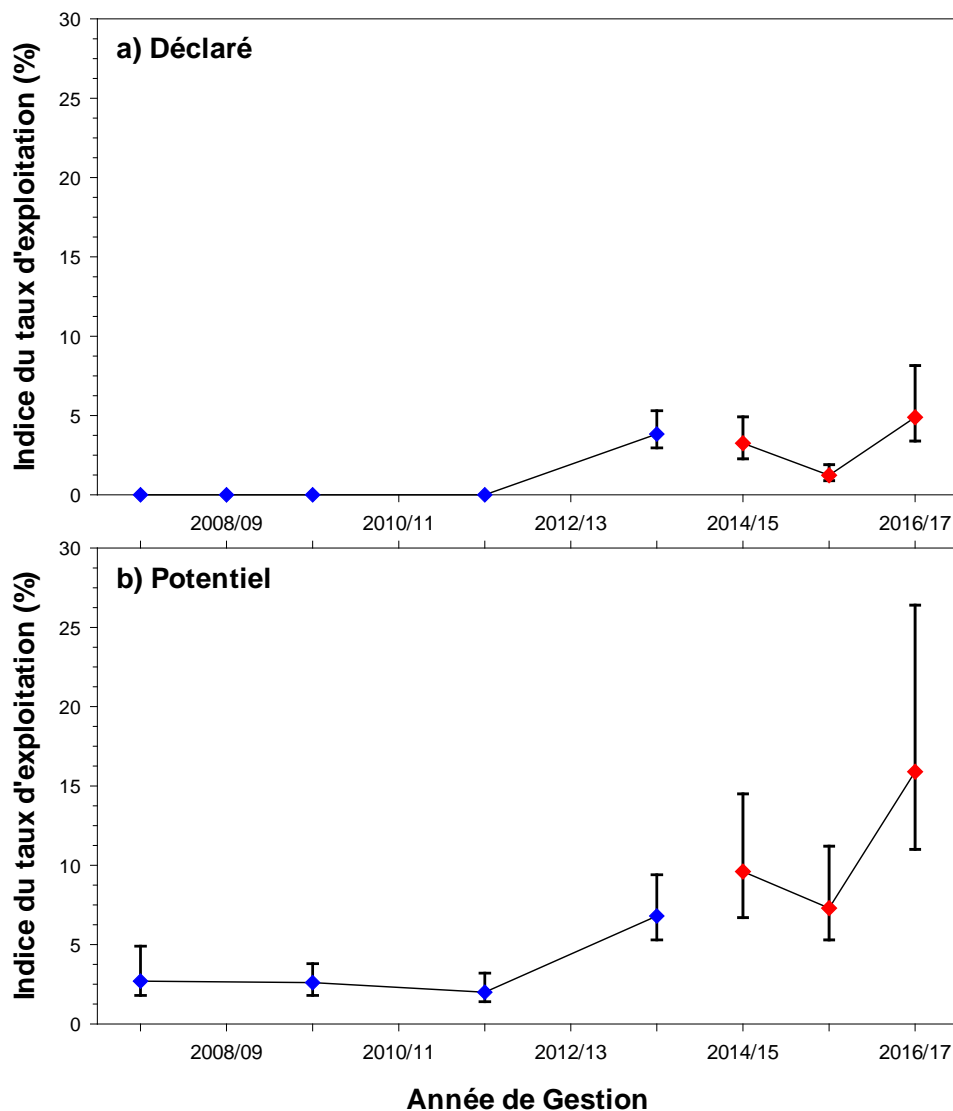 a) Déclaré
Indice du taux d'exploitation (%)
30
25
20
15
10
5
0
2008/09 2010/11 2012/13 2014/15 2016/17
b) Potentiel
Indice du taux d'exploitation (%)
30
25
20
15
10
5
0
2008/09 2010/11 2012/13 2014/15 2016/17
Année de Gestion